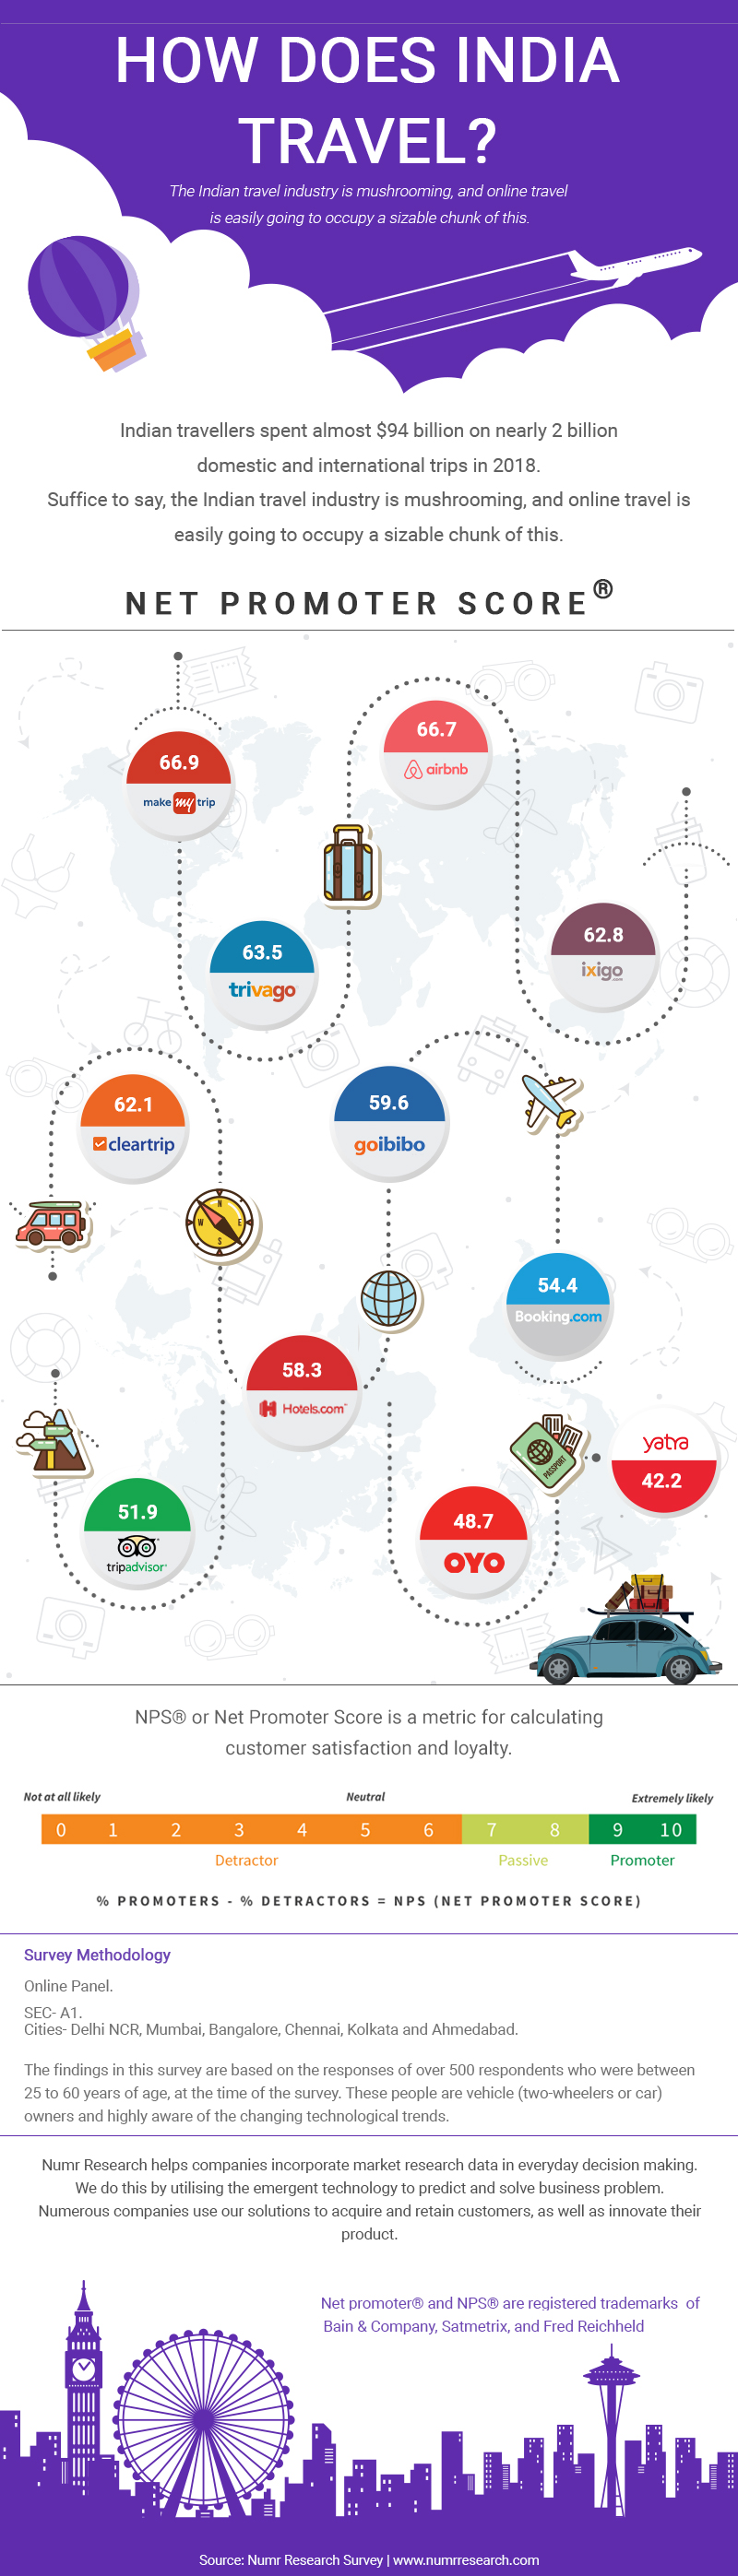 HOW DOES INDIA
TRAVEL?
The Indian travel industry is mushrooming, and online travel
is easily going to occupy a sizable chunk of this.
Indian travellers spent almost $94 billion on nearly 2 billion
domestic and international trips in 2018.
Suffice to say, the Indian travel industry is mushrooming, and online travel is
easily going to occupy a sizable chunk of this.
NET PROMOTER SCORE®
66.9
make my trip
66.7
airbnb
63.5
trivago
62.8
ixigo
.com
62.1
cleartrip
59.6
goibibo
N
W E
S
54.4
Booking.com
58.3
Hotels.com
yatra
42.2
PASSPORT
51.9
tripadvisor
48.7
OYO
NPS® or Net Promoter Score is a metric for calculating
customer satisfaction and loyalty.
Not at all likely Neutral Extremely likely
0 1 2 3 4 5 6 7 8 9 10
Detractor Passive Promoter
% PROMOTERS - % DETRACTORS = NPS (NET PROMOTER SCORE)
Survey Methodology
Online Panel.
SEC- A1.
Cities- Delhi NCR, Mumbai, Bangalore, Chennai, Kolkata and Ahmedabad.
The findings in this survey are based on the responses of over 500 respondents who were between
25 to 60 years of age, at the time of the survey. These people are vehicle (two-wheelers or car)
owners and highly aware of the changing technological trends.
Numr Research helps companies incorporate market research data in everyday decision making.
We do this by utilising the emergent technology to predict and solve business problem.
Numerous companies use our solutions to acquire and retain customers, as well as innovate their
product.
Net promoter® and NPS® are registered trademarks of
Bain & Company, Satmetrix, and Fred Reichheld
Source: Numr Research Survey | www.numrresearch.com